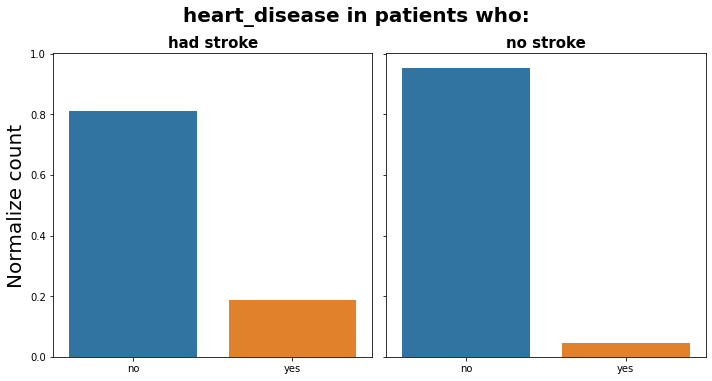 heart_disease in patients who:
had stroke
no stroke
Normalize count
1.0
0.8
0.6
0.4
0.2
0.0
no
yes
no
yes